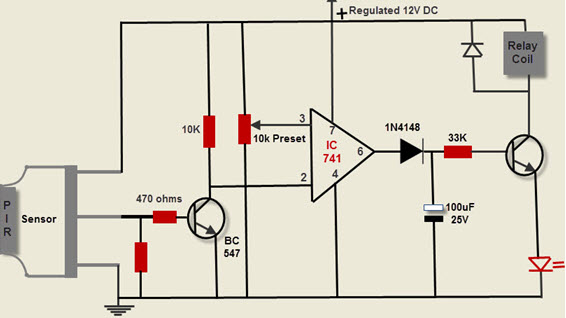 + Regulated 12V DC
Relay
Coil
10K
3
10k Preset
7
IC
741
6
2
4
1N4148
33K
100uF
25V
470 ohms
BC
547
PIR
Sensor